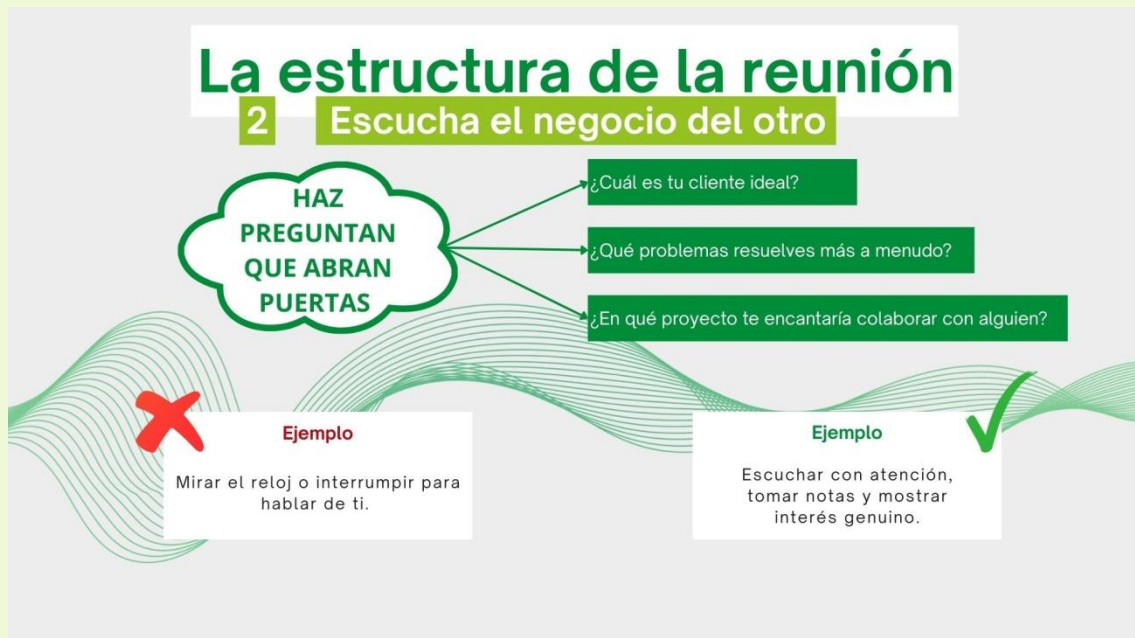 La estructura de la reunión
2 Escucha el negocio del otro
HAZ
PREGUNTAN
QUE ABRAN
PUERTAS
¿Cuál es tu cliente ideal?
¿Qué problemas resuelves más a menudo?
¿En qué proyecto te encantaría colaborar con alguien?
Ejemplo
Mirar el reloj o interrumpir para
hablar de ti.
Ejemplo
Escuchar con atención,
tomar notas y mostrar
interés genuino.